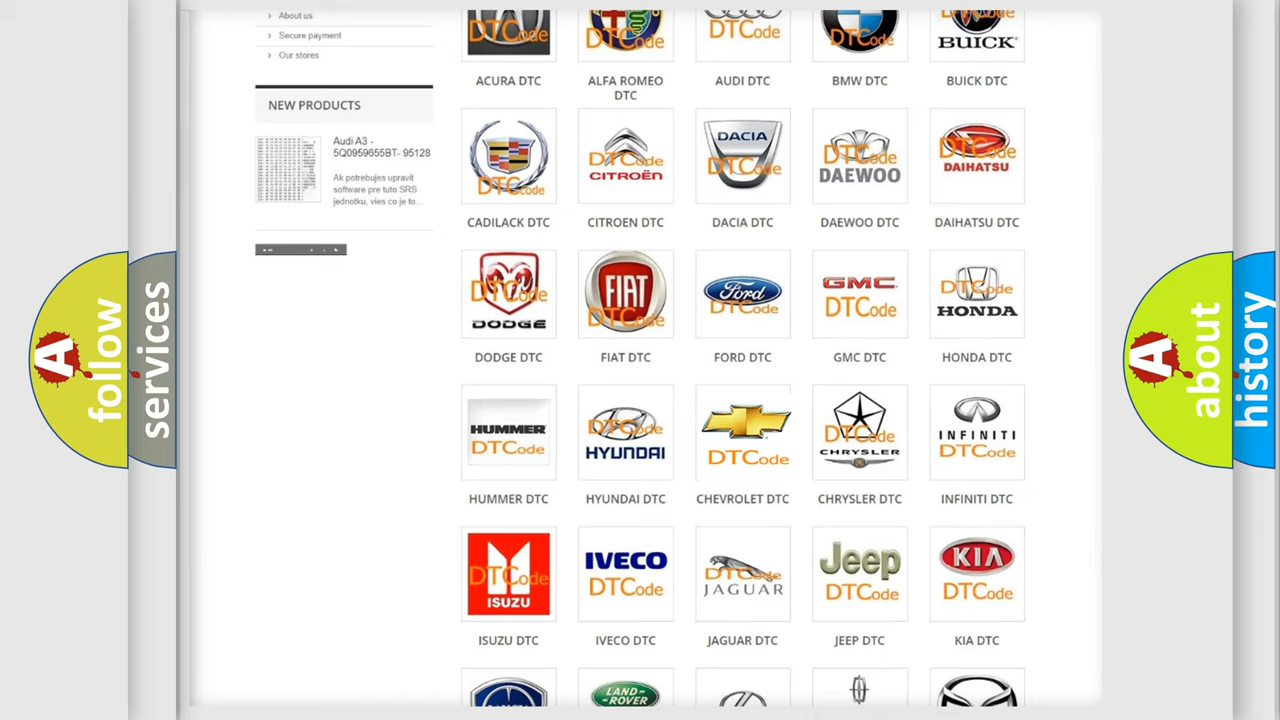 About us
Secure payment
Our stores
NEW PRODUCTS
Audi A3 -
5Q0959655BT- 95128
Ak potrebujes upravit
software pre tuto SRS
jednotku, vies co je to...
DTCode
DTCode
DTCode
DTCode
BUICK
ACURA DTC
ALFA ROMEO
DTC
AUDI DTC
BMW DTC
BUICK DTC
DTCode
DTCode
CITROËN
DACIA
DTCode
DTCode
DAEWOO
DTCode
DAIHATSU
CADILACK DTC
CITROEN DTC
DACIA DTC
DAEWOO DTC
DAIHATSU DTC
DTCode
DODGE
FIAT
DTCode
Ford
DTCode
GMC
DTCode
DTCode
HONDA
DODGE DTC
FIAT DTC
FORD DTC
GMC DTC
HONDA DTC
HUMMER
DTCode
DTCode
HYUNDAI
DTCode
DTCode
CHRYSLER
INFINITI
DTCode
HUMMER DTC
HYUNDAI DTC
CHEVROLET DTC
CHRYSLER DTC
INFINITI DTC
DTCode
ISUZU
IVECO
DTCode
DTCode
JAGUAR
Jeep
DTCode
KIA
DTCode
ISUZU DTC
IVECO DTC
JAGUAR DTC
JEEP DTC
KIA DTC
LAND-
ROVER
A
follow
services
A
about
history